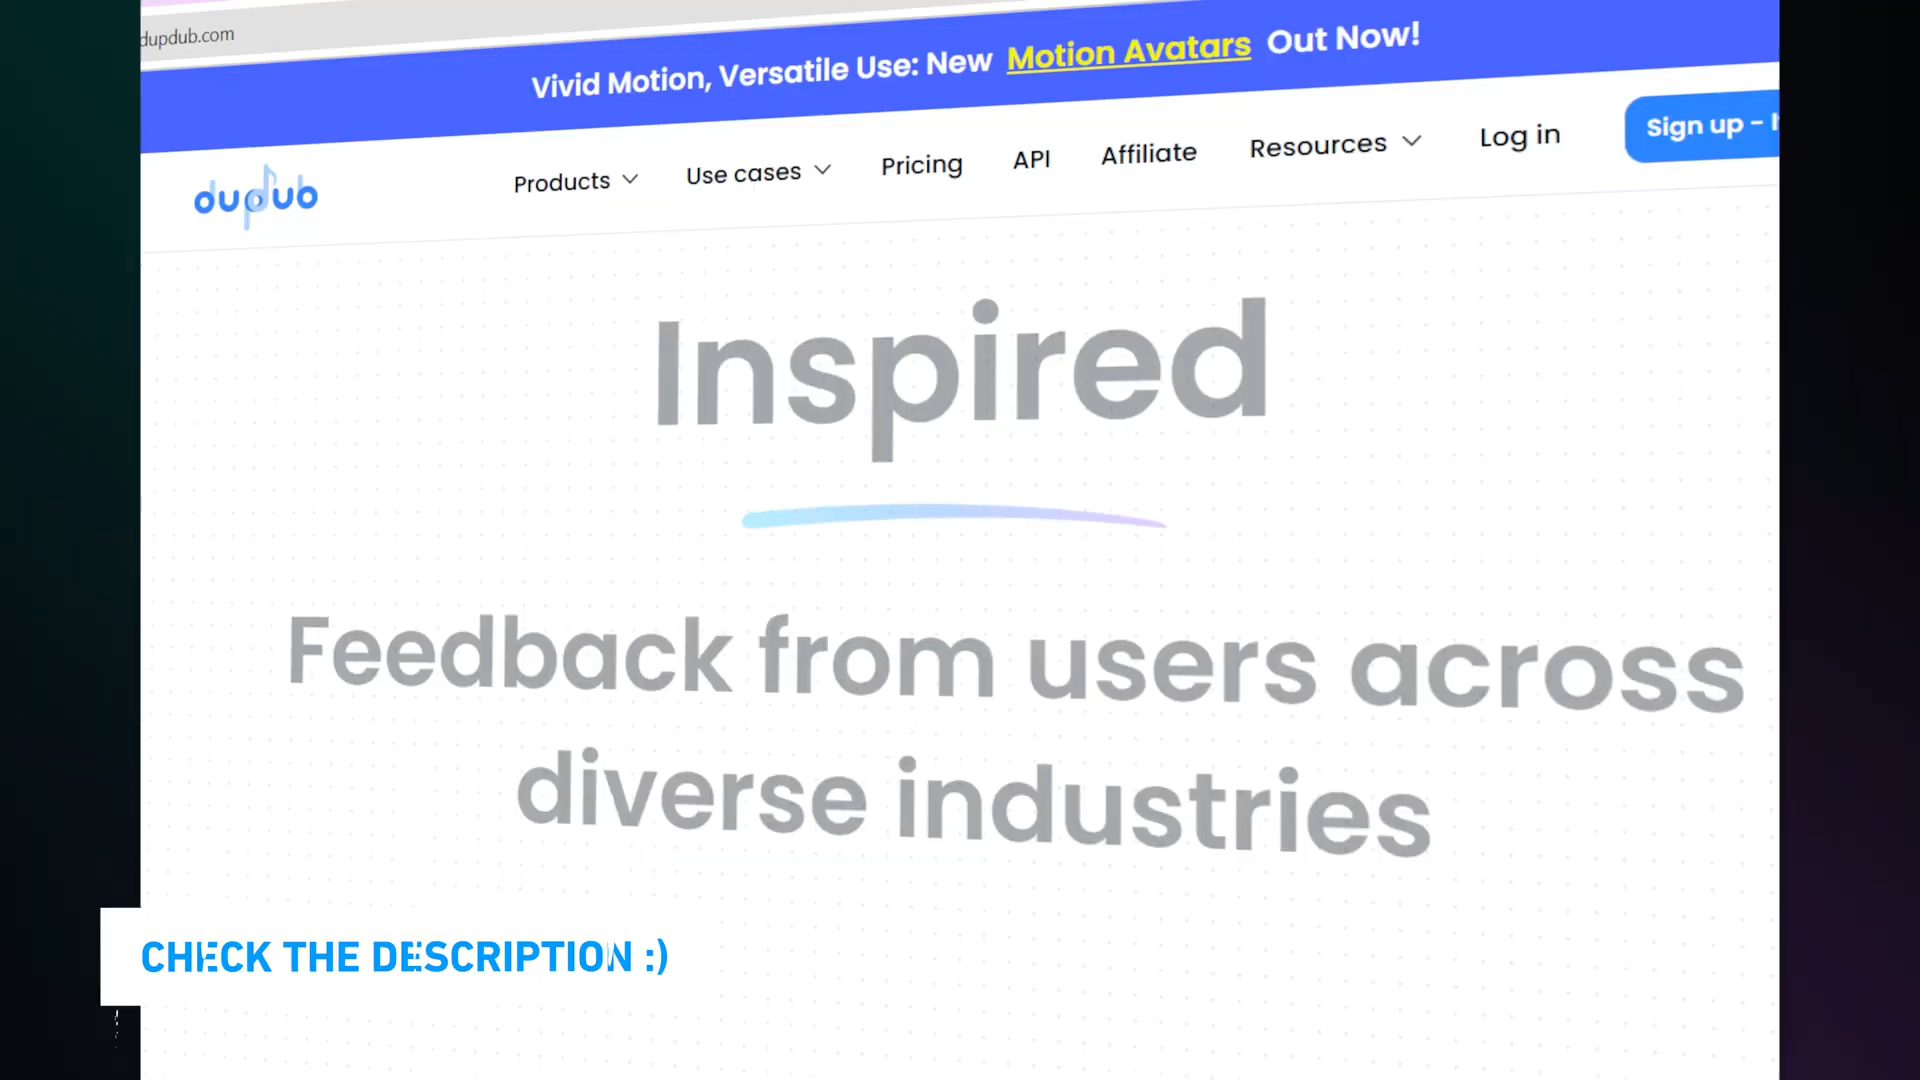 dupdub.com
Vivid Motion, Versatile Use: New Motion Avatars Out Now!
dupdub
Products
Use cases
Pricing
API
Affiliate
Resources
Log in
Sign up -
Inspired
Feedback from users across
diverse industries
CHECK THE DESCRIPTION :)